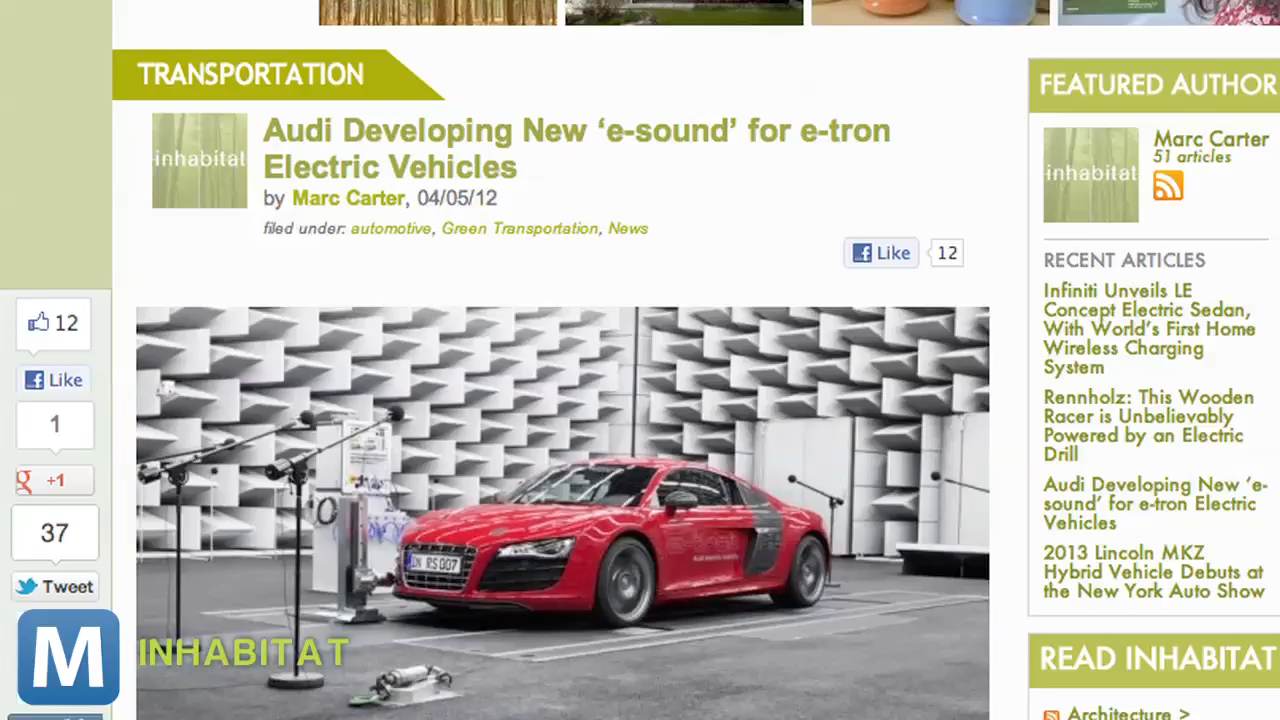 TRANSPORTATION
inhabitat
Audi Developing New ‘e-sound’ for e-tron
Electric Vehicles
by Marc Carter, 04/05/12
filed under: automotive, Green Transportation, News
Like 12
12
Like
1
+1
37
Tweet
IN RS 007
M
INHABITAT
FEATURED AUTHOR
inhabitat
Marc Carter
51 articles
RECENT ARTICLES
Infiniti Unveils LE
Concept Electric Sedan,
With World’s First Home
Wireless Charging
System
Rennholz: This Wooden
Racer is Unbelievably
Powered by an Electric
Drill
Audi Developing New ‘e-
sound’ for e-tron Electric
Vehicles
2013 Lincoln MKZ
Hybrid Vehicle Debuts at
the New York Auto Show
READ INHABITAT
Architecture >